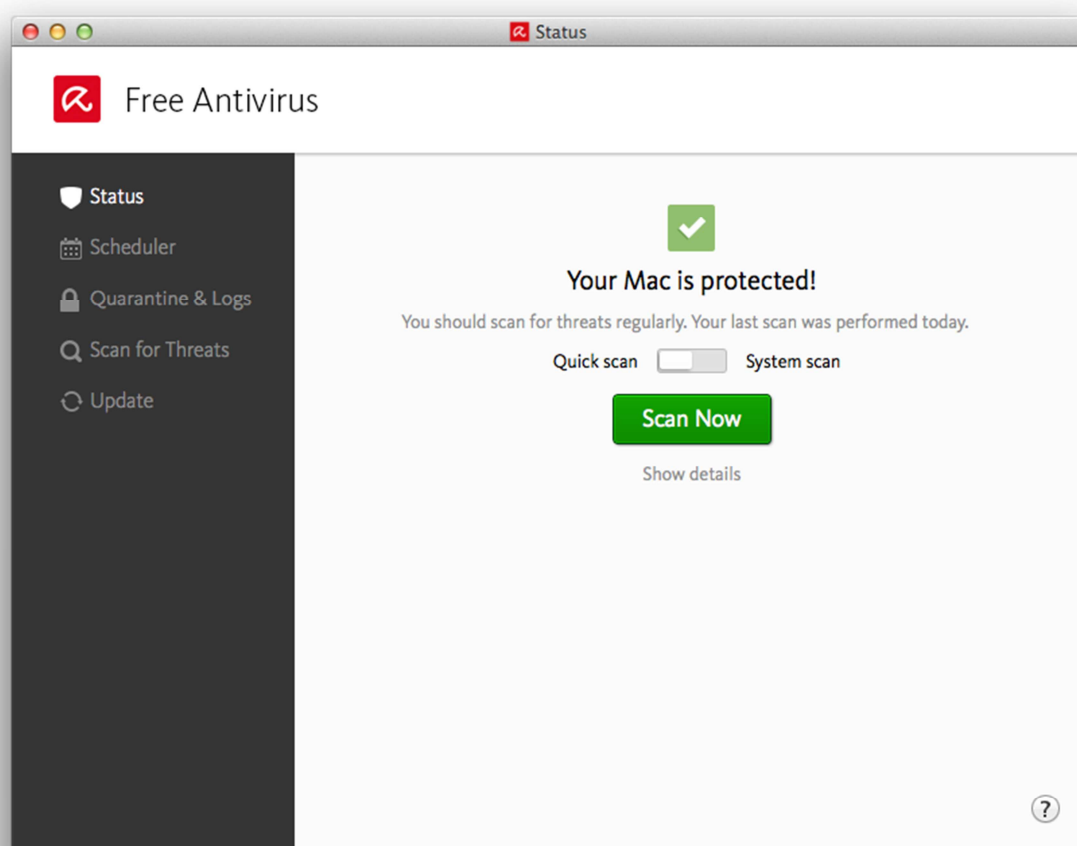 Status
Free Antivirus
Status
Scheduler
Quarantine & Logs
Scan for Threats
Update
Your Mac is protected!
You should scan for threats regularly. Your last scan was performed today.
Quick scan System scan
Scan Now
Show details
?